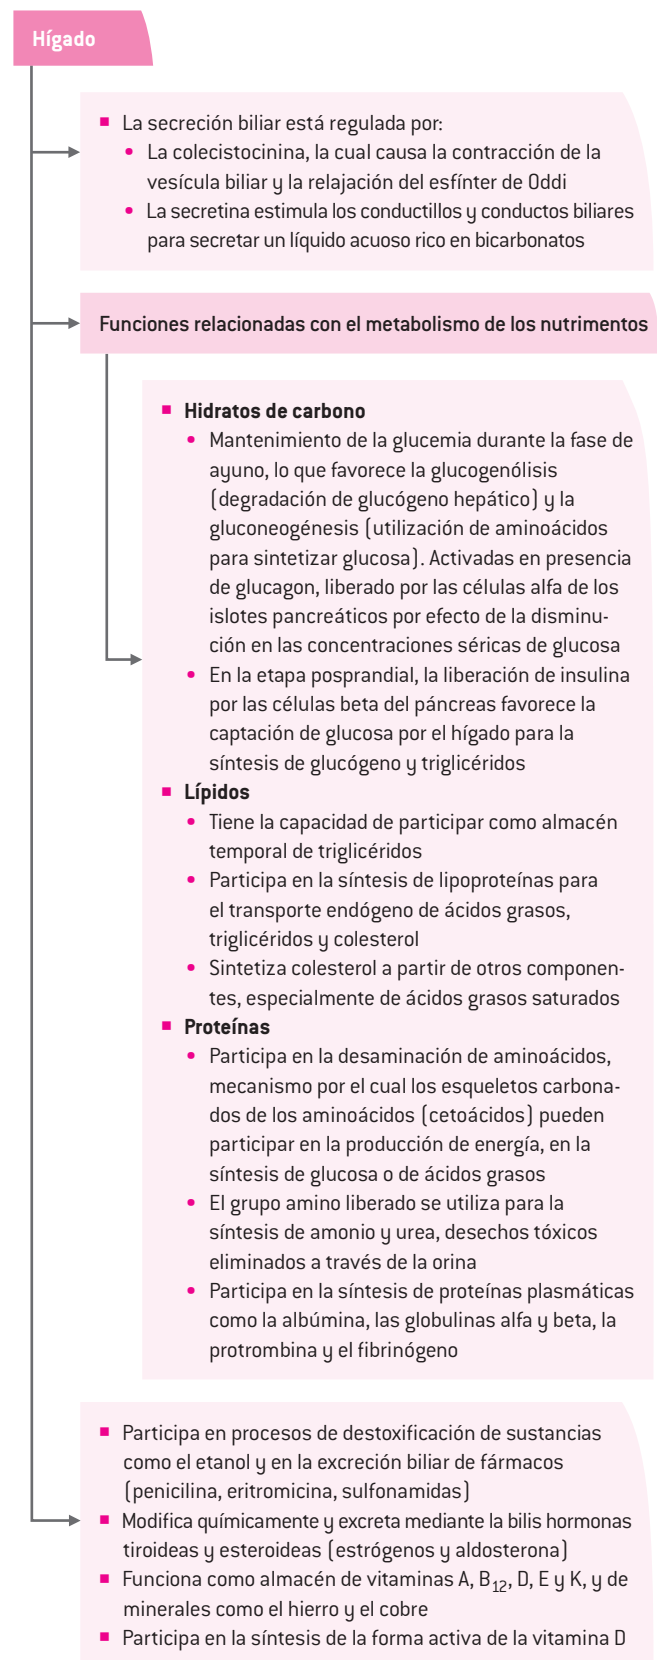 Hígado
■ La secreción biliar está regulada por:
• La colecistocinina, la cual causa la contracción de la
vesícula biliar y la relajación del esfínter de Oddi
• La secretina estimula los conductillos y conductos biliares
para secretar un líquido acuoso rico en bicarbonatos
Funciones relacionadas con el metabolismo de los nutrimentos
■ Hidratos de carbono
• Mantenimiento de la glucemia durante la fase de
ayuno, lo que favorece la glucogenólisis
(degradación de glucógeno hepático) y la
gluconeogénesis (utilización de aminoácidos
para sintetizar glucosa). Activadas en presencia
de glucagon, liberado por las células alfa de los
islotes pancreáticos por efecto de la disminu-
ción en las concentraciones séricas de glucosa
• En la etapa posprandial, la liberación de insulina
por las células beta del páncreas favorece la
captación de glucosa por el hígado para la
síntesis de glucógeno y triglicéridos
■ Lípidos
• Tiene la capacidad de participar como almacén
temporal de triglicéridos
• Participa en la síntesis de lipoproteínas para
el transporte endógeno de ácidos grasos,
triglicéridos y colesterol
• Sintetiza colesterol a partir de otros componen-
tes, especialmente de ácidos grasos saturados
■ Proteínas
• Participa en la desaminación de aminoácidos,
mecanismo por el cual los esqueletos carbona-
dos de los aminoácidos (cetoácidos) pueden
participar en la producción de energía, en la
síntesis de glucosa o de ácidos grasos
• El grupo amino liberado se utiliza para la
síntesis de amonio y urea, desechos tóxicos
eliminados a través de la orina
• Participa en la síntesis de proteínas plasmáticas
como la albúmina, las globulinas alfa y beta, la
protrombina y el fibrinógeno
■ Participa en procesos de destoxificación de sustancias
como el etanol y en la excreción biliar de fármacos
(penicilina, eritromicina, sulfonamidas)
■ Modifica químicamente y excreta mediante la bilis hormonas
tiroideas y esteroideas (estrógenos y aldosterona)
■ Funciona como almacén de vitaminas A, B₁₂, D, E y K, y de
minerales como el hierro y el cobre
■ Participa en la síntesis de la forma activa de la vitamina D